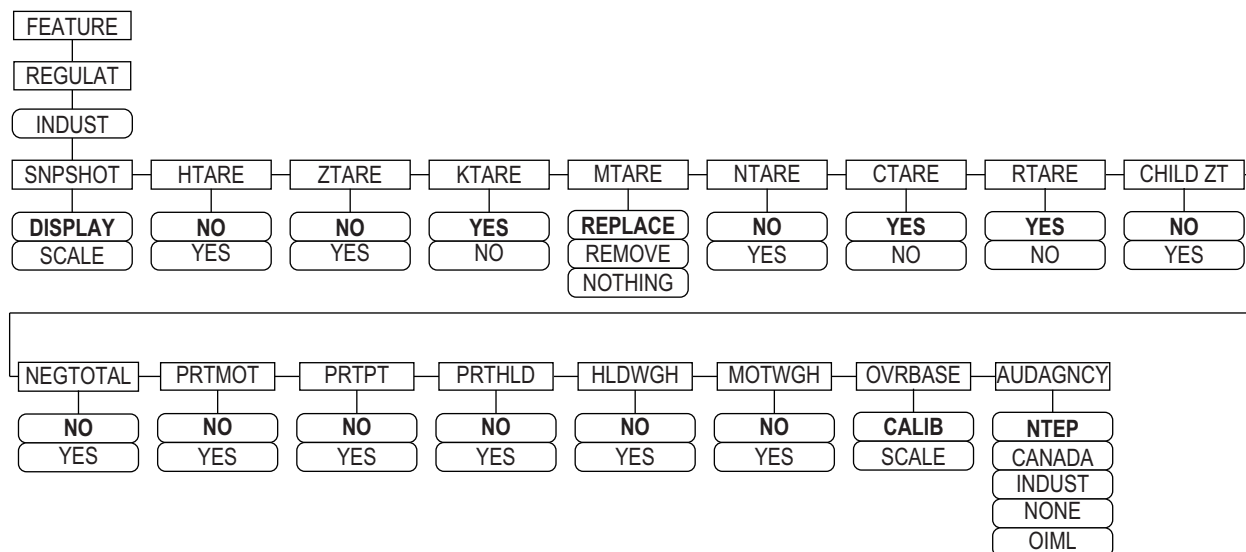 FEATURE
REGULAT
INDUST
SNPSHOT HTARE ZTARE KTARE MTARE NTARE CTARE RTARE CHILD ZT
DISPLAY NO NO YES REPLACE NO YES YES NO
SCALE YES YES NO REMOVE YES NO NO YES
NOTHING
NEGTOTAL PRTMOT PRTPT PRTHLD HLDWGH MOTWGH OVRBASE AUDAGNCY
NO NO NO NO NO NO CALIB NTEP
YES YES YES YES YES YES SCALE CANADA
INDUST
NONE
OIML